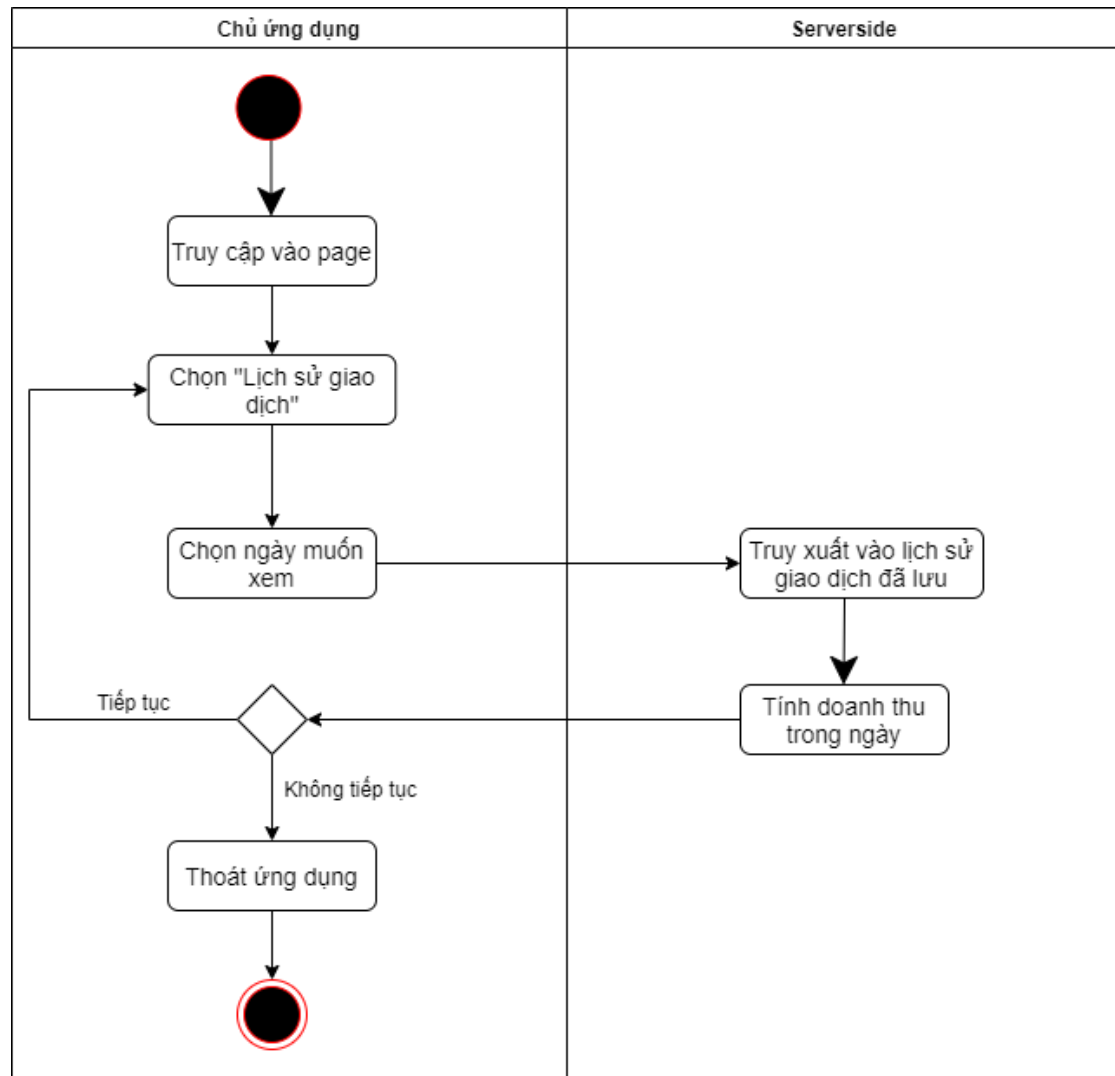 Chủ ứng dụng
Serverside
Truy cập vào page
Chọn "Lịch sử giao
dịch"
Chọn ngày muốn
xem
Truy xuất vào lịch sử
giao dịch đã lưu
Tiếp tục
Tính doanh thu
trong ngày
Không tiếp tục
Thoát ứng dụng